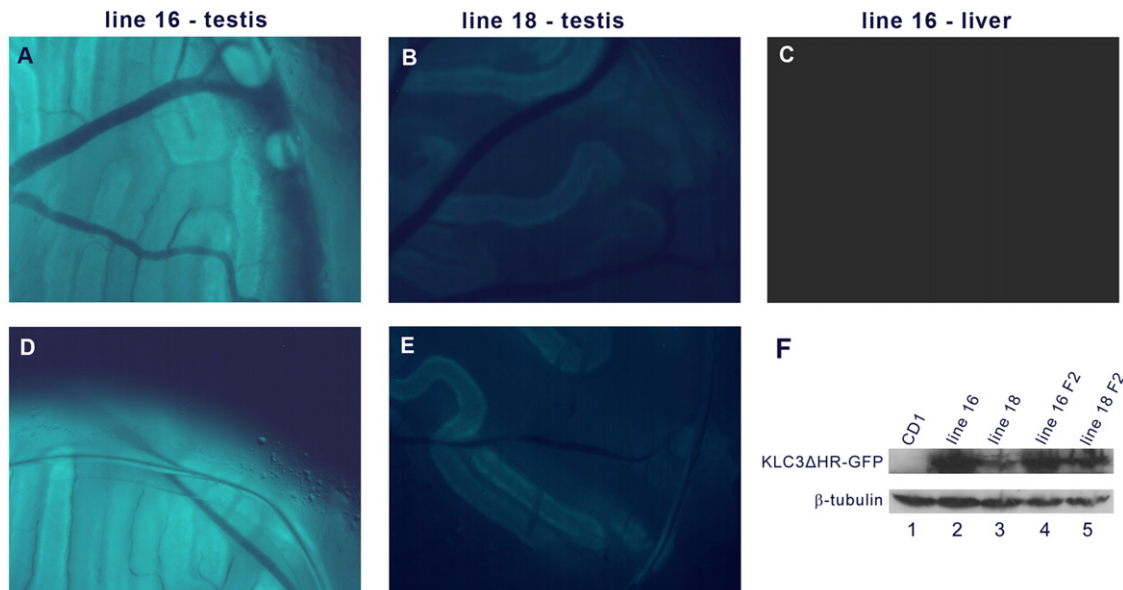 line 16 - testis
line 18 - testis
line 16 - liver
A
B
C
D
E
F
CD1
line 16
line 18
line 16 F2
line 18 F2
KLC3ΔHR-GFP
β-tubulin
1 2 3 4 5